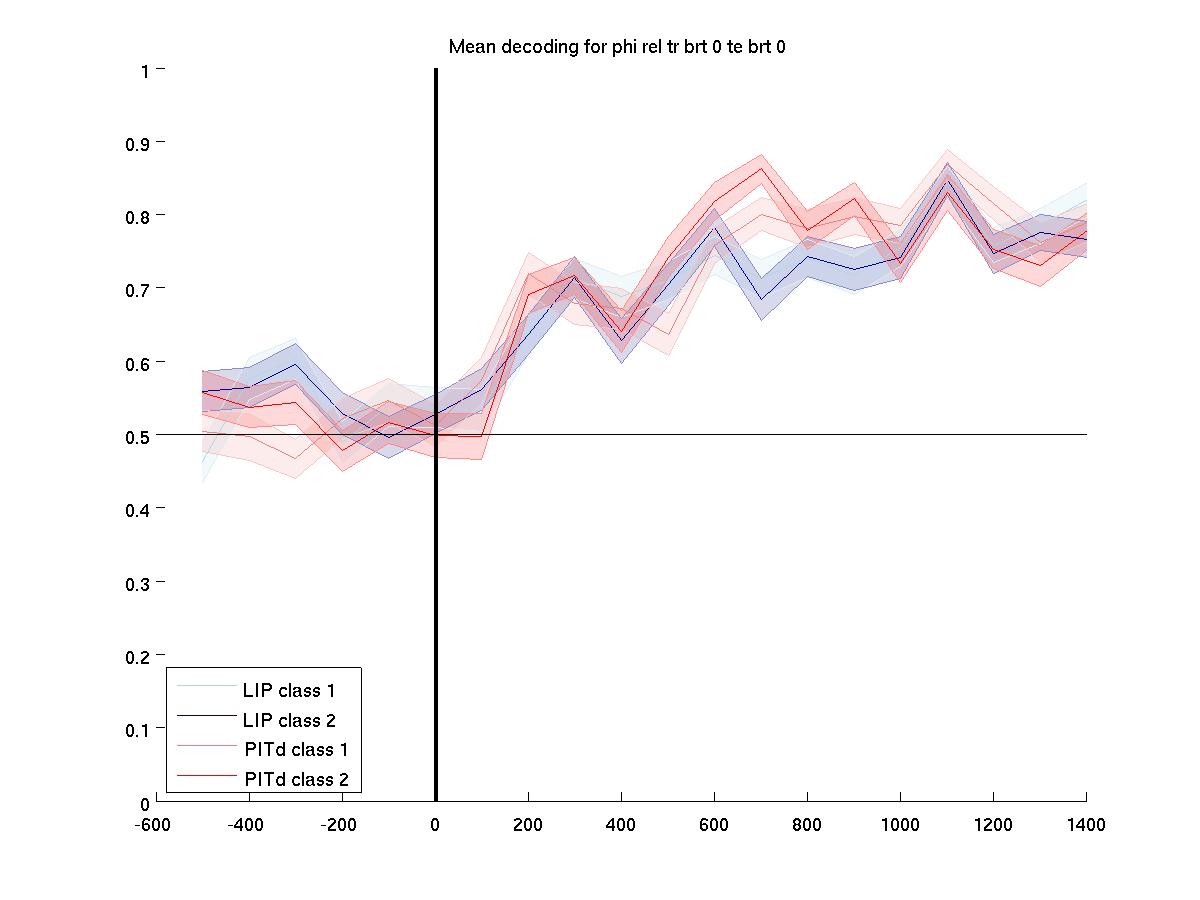 Mean decoding for phi rel tr brt 0 te brt 0
1
0.9
0.8
0.7
0.6
0.5
0.4
0.3
0.2
0.1
0
LIP class 1
LIP class 2
PITd class 1
PITd class 2
-600 -400 -200 0 200 400 600 800 1000 1200 1400